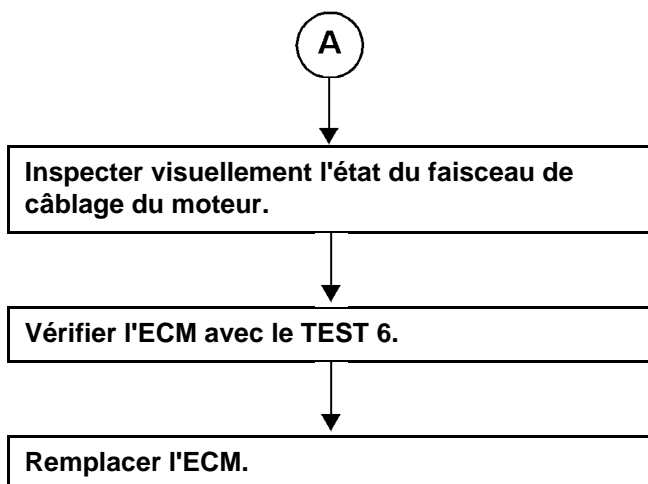 A
Inspecter visuellement l'état du faisceau de
câblage du moteur.
Vérifier l'ECM avec le TEST 6.
Remplacer l'ECM.